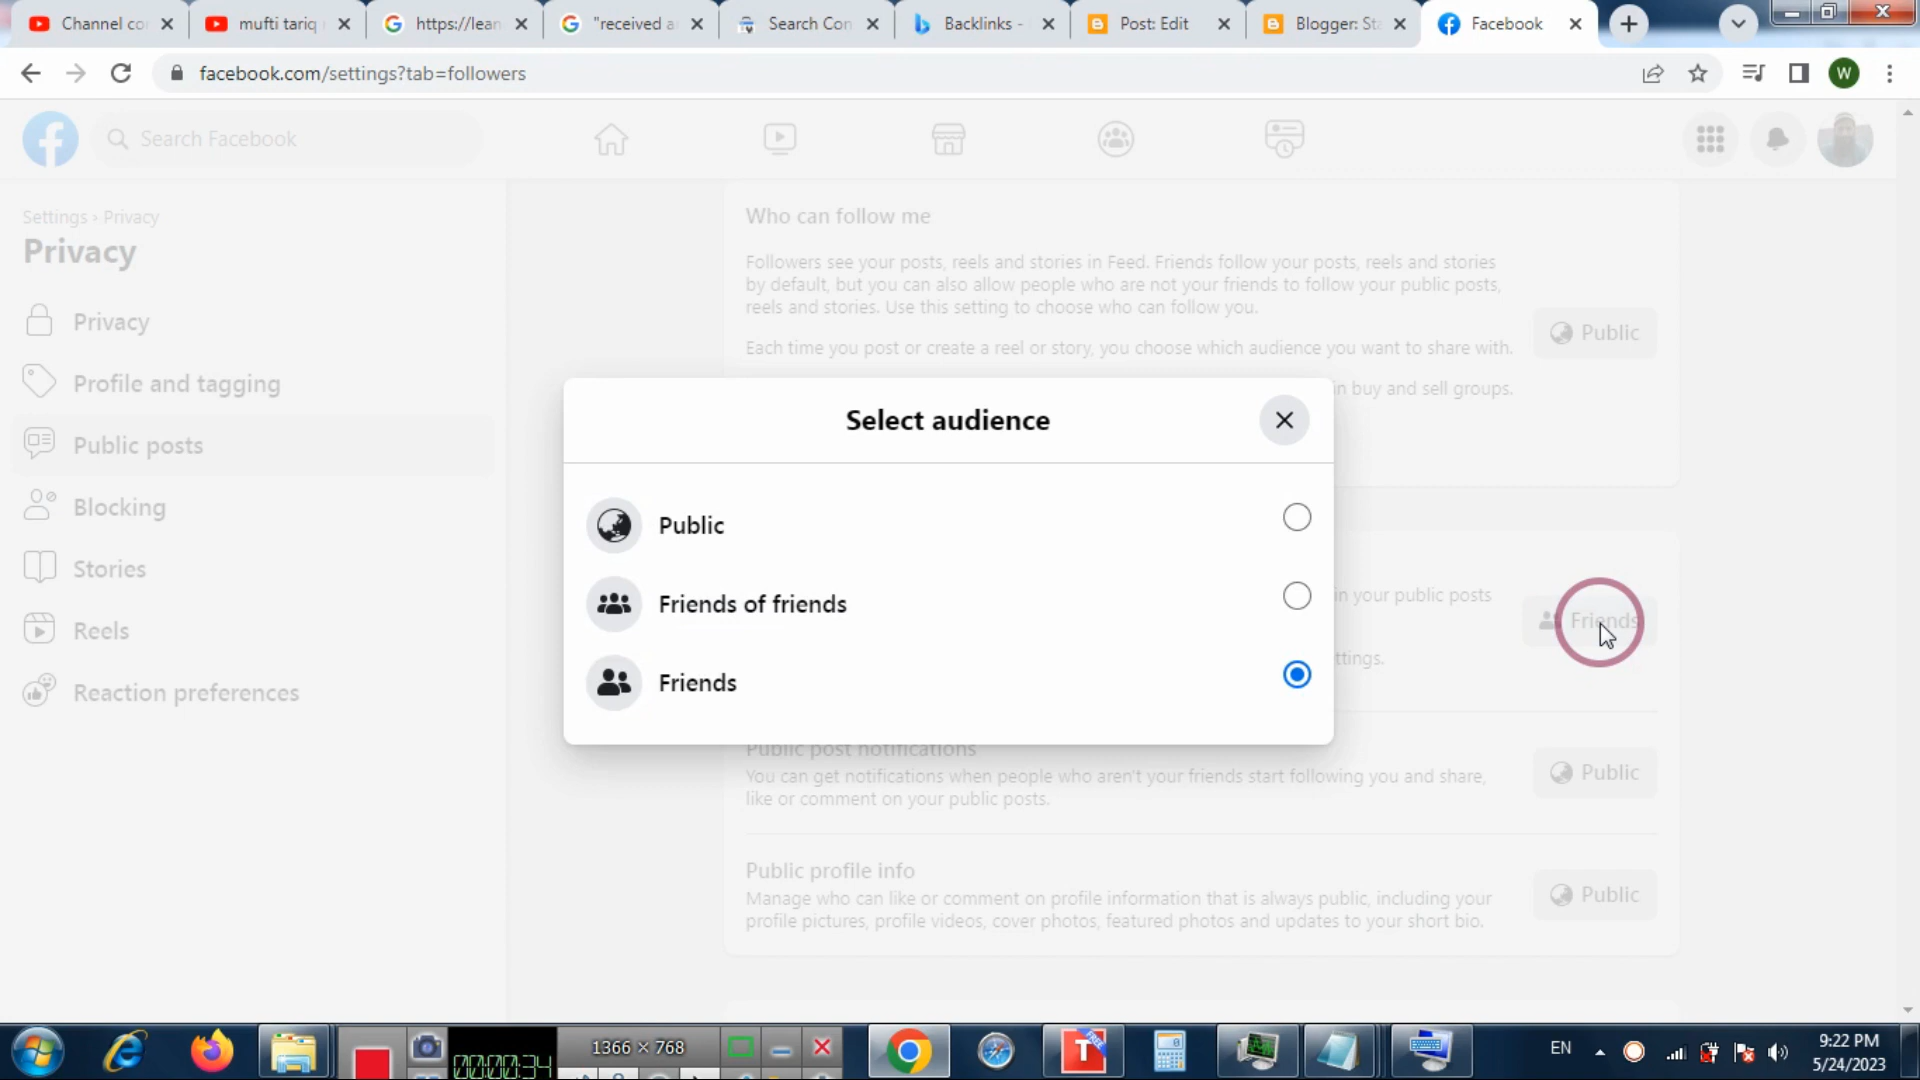 Channel co
mufti tariq
https://lean
"received a
Search Con
Backlinks -
Post: Edit
Blogger: Sta
Facebook
facebook.com/settings?tab=followers
W
Search Facebook
Settings › Privacy
Privacy
Privacy
Profile and tagging
Public posts
Blocking
Stories
Reels
Reaction preferences
Who can follow me
Followers see your posts, reels and stories in Feed. Friends follow your posts, reels and stories
by default, but you can also allow people who are not your friends to follow your public posts,
reels and stories. Use this setting to choose who can follow you.
Public
Each time you post or create a reel or story, you choose which audience you want to share with.
in buy and sell groups.
Select audience
Public
Friends of friends
Friends
in your public posts
Friends
ttings.
Public post notifications
You can get notifications when people who aren't your friends start following you and share,
like or comment on your public posts.
Public
Public profile info
Manage who can like or comment on profile information that is always public, including your
profile pictures, profile videos, cover photos, featured photos and updates to your short bio.
Public
00:00:34
1366 × 768
T
FREE
EN
9:22 PM
5/24/2023